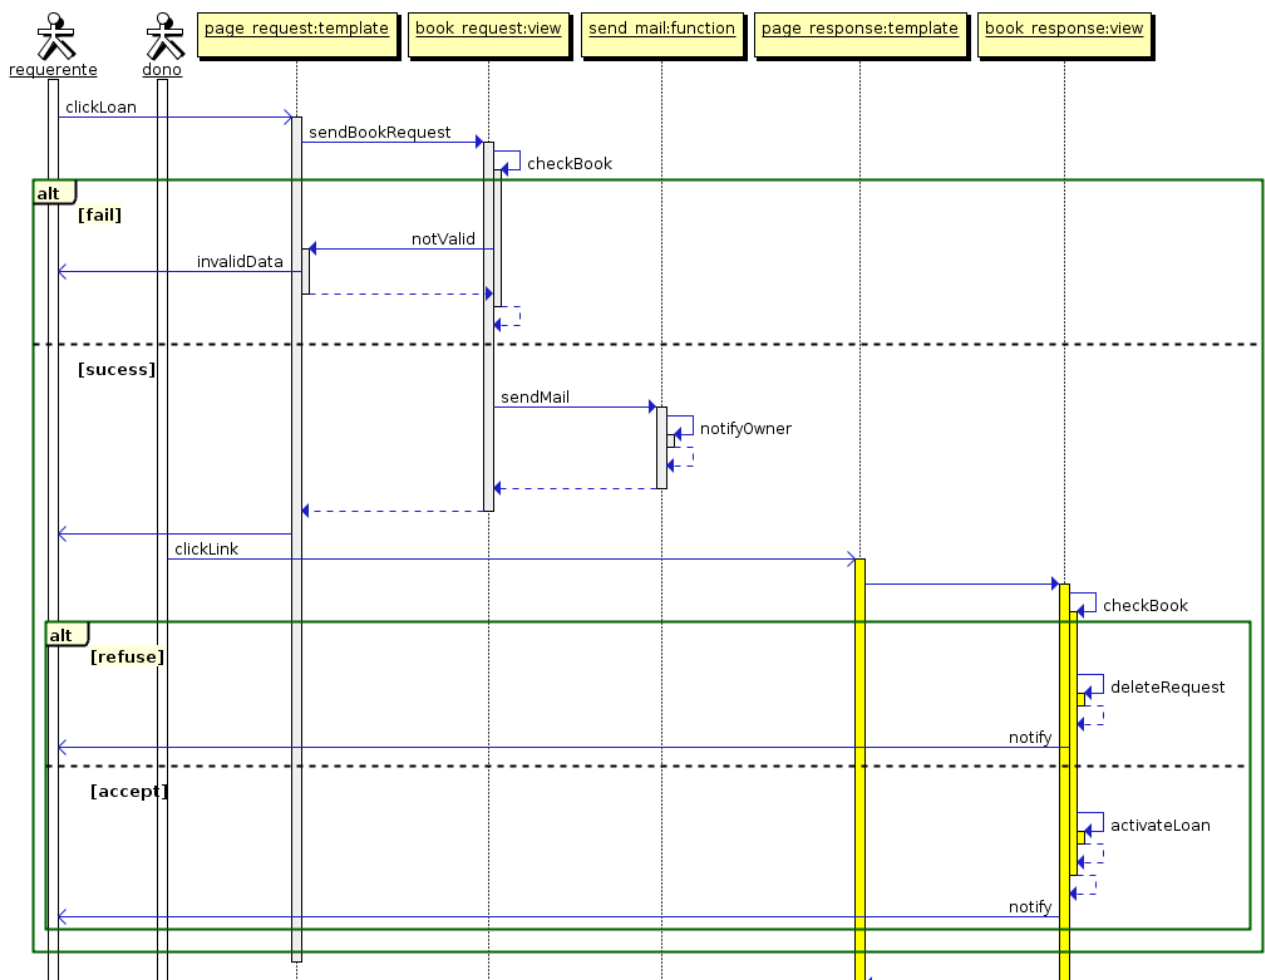 page_request:template
book_request:view
send_mail:function
page_response:template
book_response:view
requerente
dono
clickLoan
sendBookRequest
checkBook
alt
[fail]
notValid
invalidData
[sucess]
sendMail
notifyOwner
clickLink
checkBook
alt
[refuse]
deleteRequest
notify
[accept]
activateLoan
notify